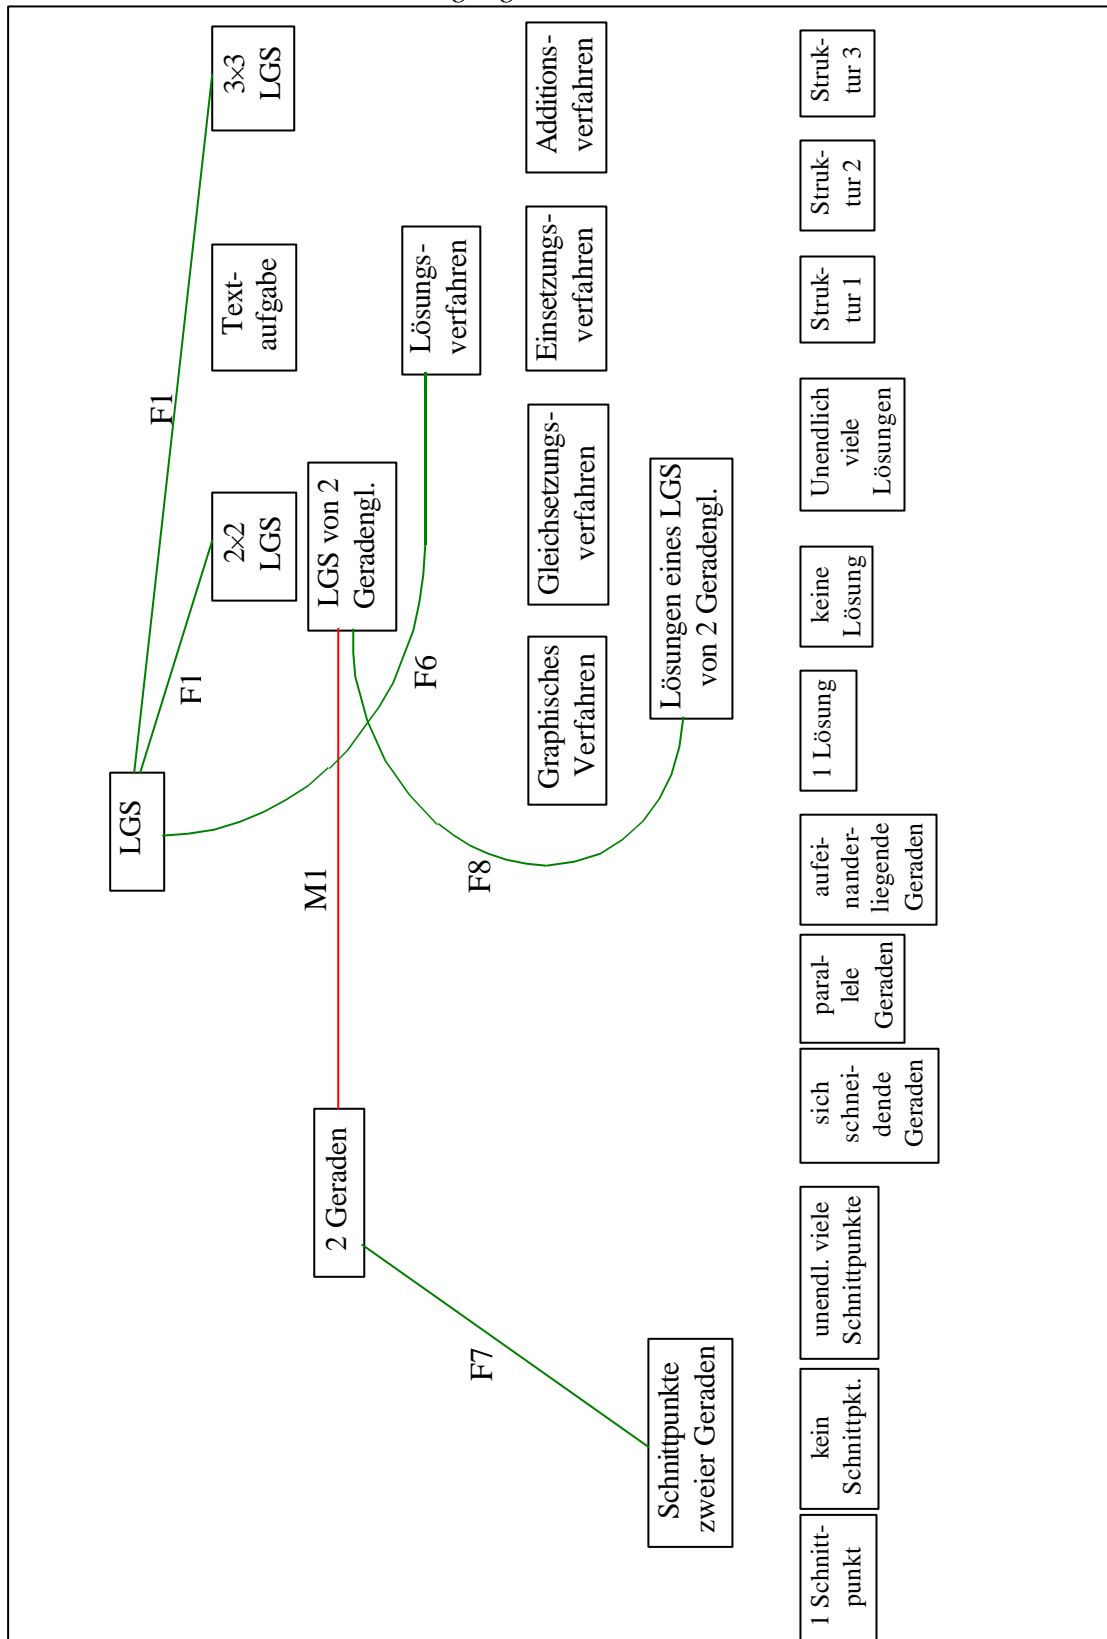 LGS
F1
F1
2×2
LGS
Text-
aufgabe
3×3
LGS
2 Geraden
M1
LGS von 2
Geradengl.
F6
Lösungs-
verfahren
F7
F8
Graphisches
Verfahren
Gleichsetzungs-
verfahren
Einsetzungs-
verfahren
Additions-
verfahren
Schnittpunkte
zweier Geraden
Lösungen eines LGS
von 2 Geradengl.
1 Schnitt-
punkt
kein
Schnittpkt.
unendl. viele
Schnittpunkte
sich
schnei-
dende
Geraden
paral-
lele
Geraden
aufei-
nander-
liegende
Geraden
1 Lösung
keine
Lösung
Unendlich
viele
Lösungen
Struk-
tur 1
Struk-
tur 2
Struk-
tur 3